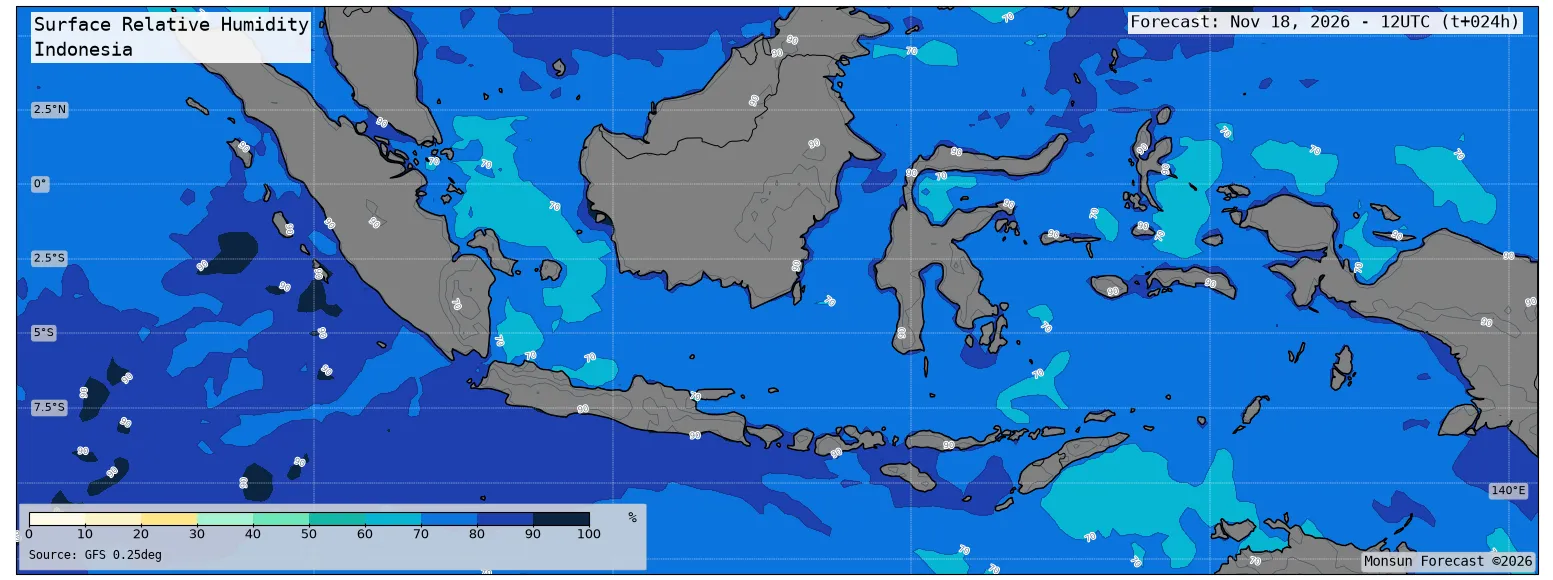 Surface Relative Humidity
Indonesia
Forecast: Nov 18, 2026 - 12UTC (t+024h)
2.5°N
0°
2.5°S
5°S
7.5°S
140°E
0 10 20 30 40 50 60 70 80 90 100
%
Source: GFS 0.25deg
Monsun Forecast ©2026